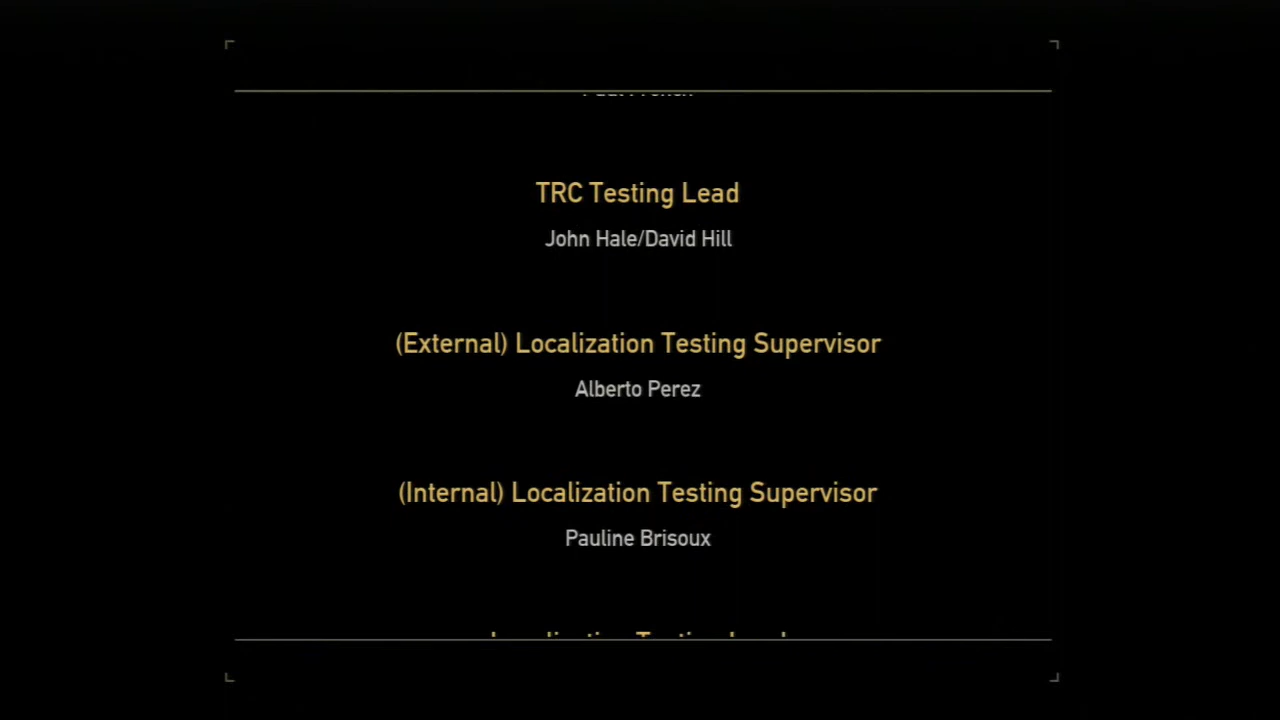 TRC Testing Lead
John Hale/David Hill
(External) Localization Testing Supervisor
Alberto Perez
(Internal) Localization Testing Supervisor
Pauline Brisoux